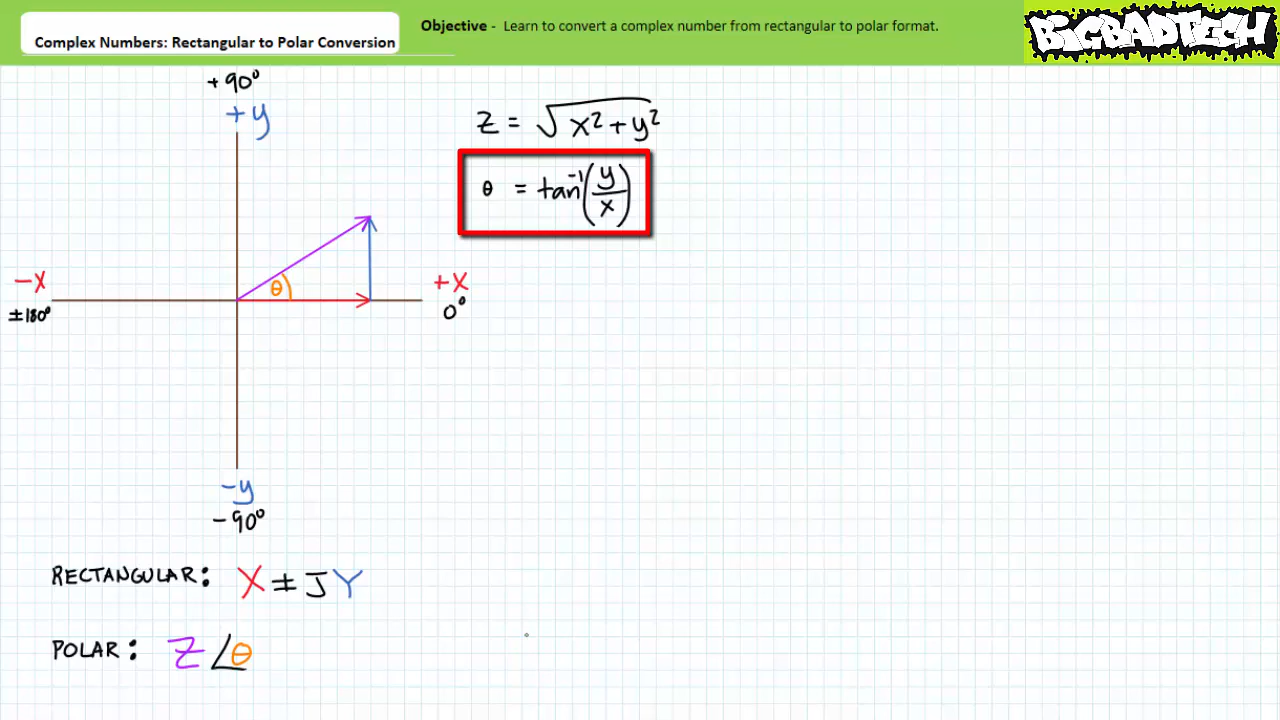 Complex Numbers: Rectangular to Polar Conversion
Objective - Learn to convert a complex number from rectangular to polar format.
BIGBADTECH
+90°
+y
z = √x²+y²
θ = tan⁻¹(y/x)
θ
-x
+x
±180°
0°
-y
-90°
RECTANGULAR: X ± J Y
POLAR: Z ∠θ